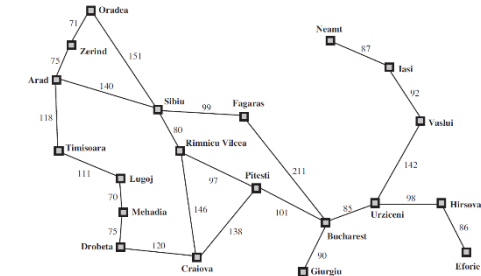 Oradea
71
Neamt
87
Zerind
151
75
Iasi
Arad
140
92
Sibiu
99
Fagaras
118
80
Vaslui
Timisoara
Rimnicu Vilcea
111
Lugoj
97
Pitesti
211
142
70
98
Hirsova
Mehadia
146
101
85
Urziceni
75
138
86
Bucharest
Drobeta
120
90
Craiova
Eforie
Giurgiu